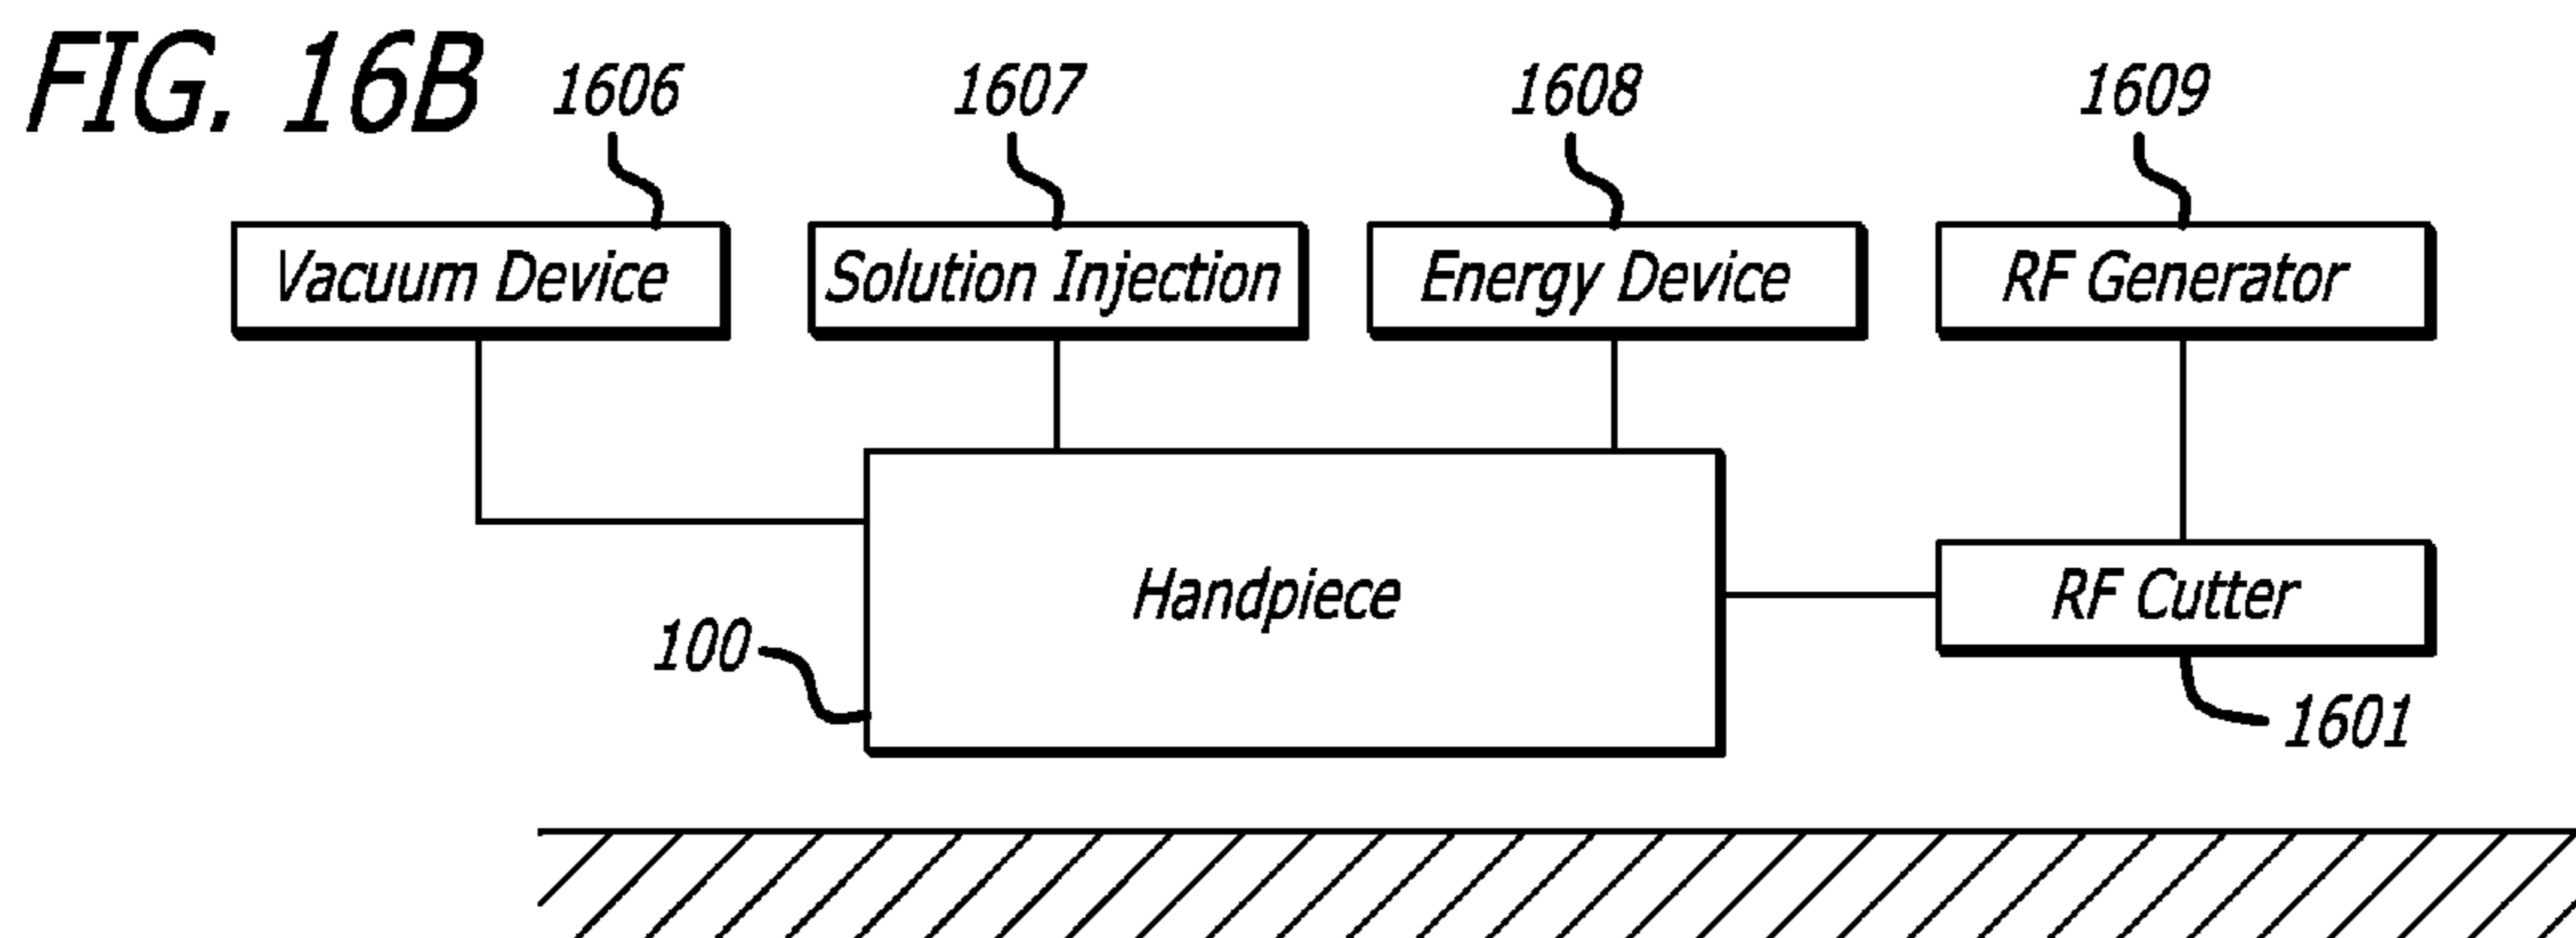 FIG. 16B
1606
1607
1608
1609
Vacuum Device
Solution Injection
Energy Device
RF Generator
Handpiece
RF Cutter
100
1601